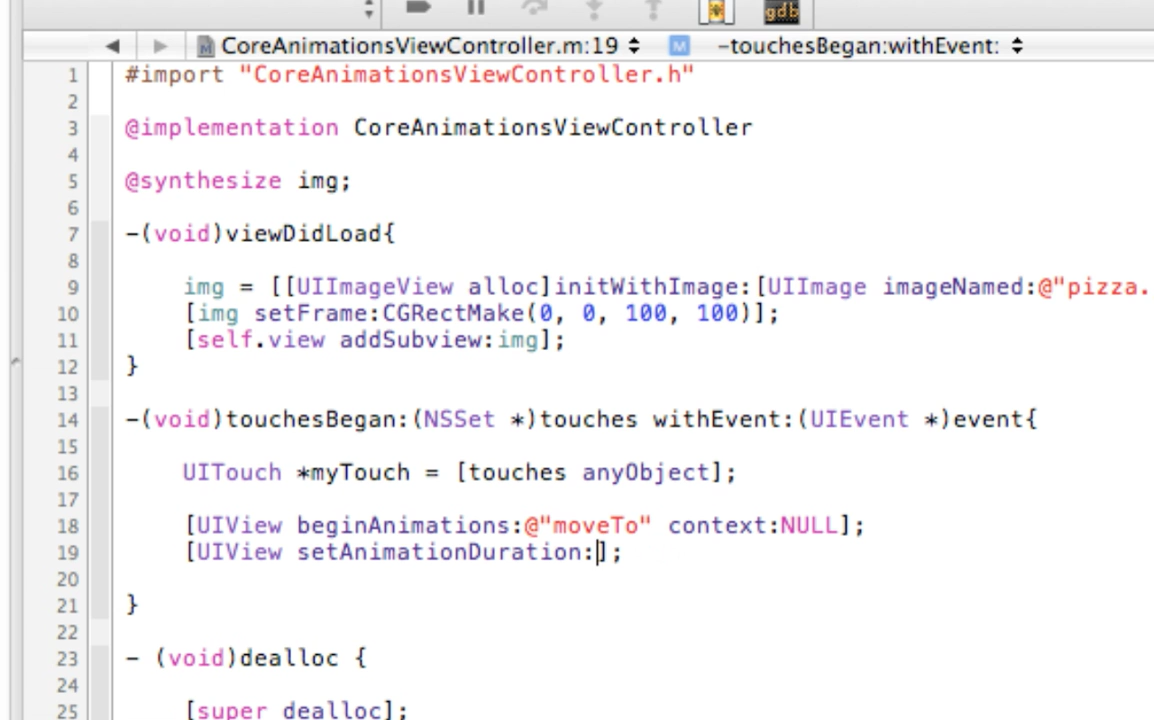 gdb
CoreAnimationsViewController.m:19 M -touchesBegan:withEvent:
1 #import "CoreAnimationsViewController.h"
2
3 @implementation CoreAnimationsViewController
4
5 @synthesize img;
6
7 -(void)viewDidLoad{
8
9 img = [[UIImageView alloc]initWithImage:[UIImage imageNamed:@"pizza.
10 [img setFrame:CGRectMake(0, 0, 100, 100)];
11 [self.view addSubview:img];
12 }
13
14 -(void)touchesBegan:(NSSet *)touches withEvent:(UIEvent *)event{
15
16 UITouch *myTouch = [touches anyObject];
17
18 [UIView beginAnimations:@"moveTo" context:NULL];
19 [UIView setAnimationDuration:];
20
21 }
22
23 - (void)dealloc {
24
25 [super dealloc];